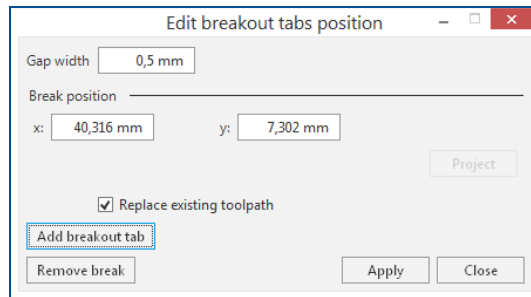 Edit breakout tabs position
Gap width 0,5 mm
Break position
x: 40,316 mm y: 7,302 mm
Project
Replace existing toolpath
Add breakout tab
Remove break Apply Close